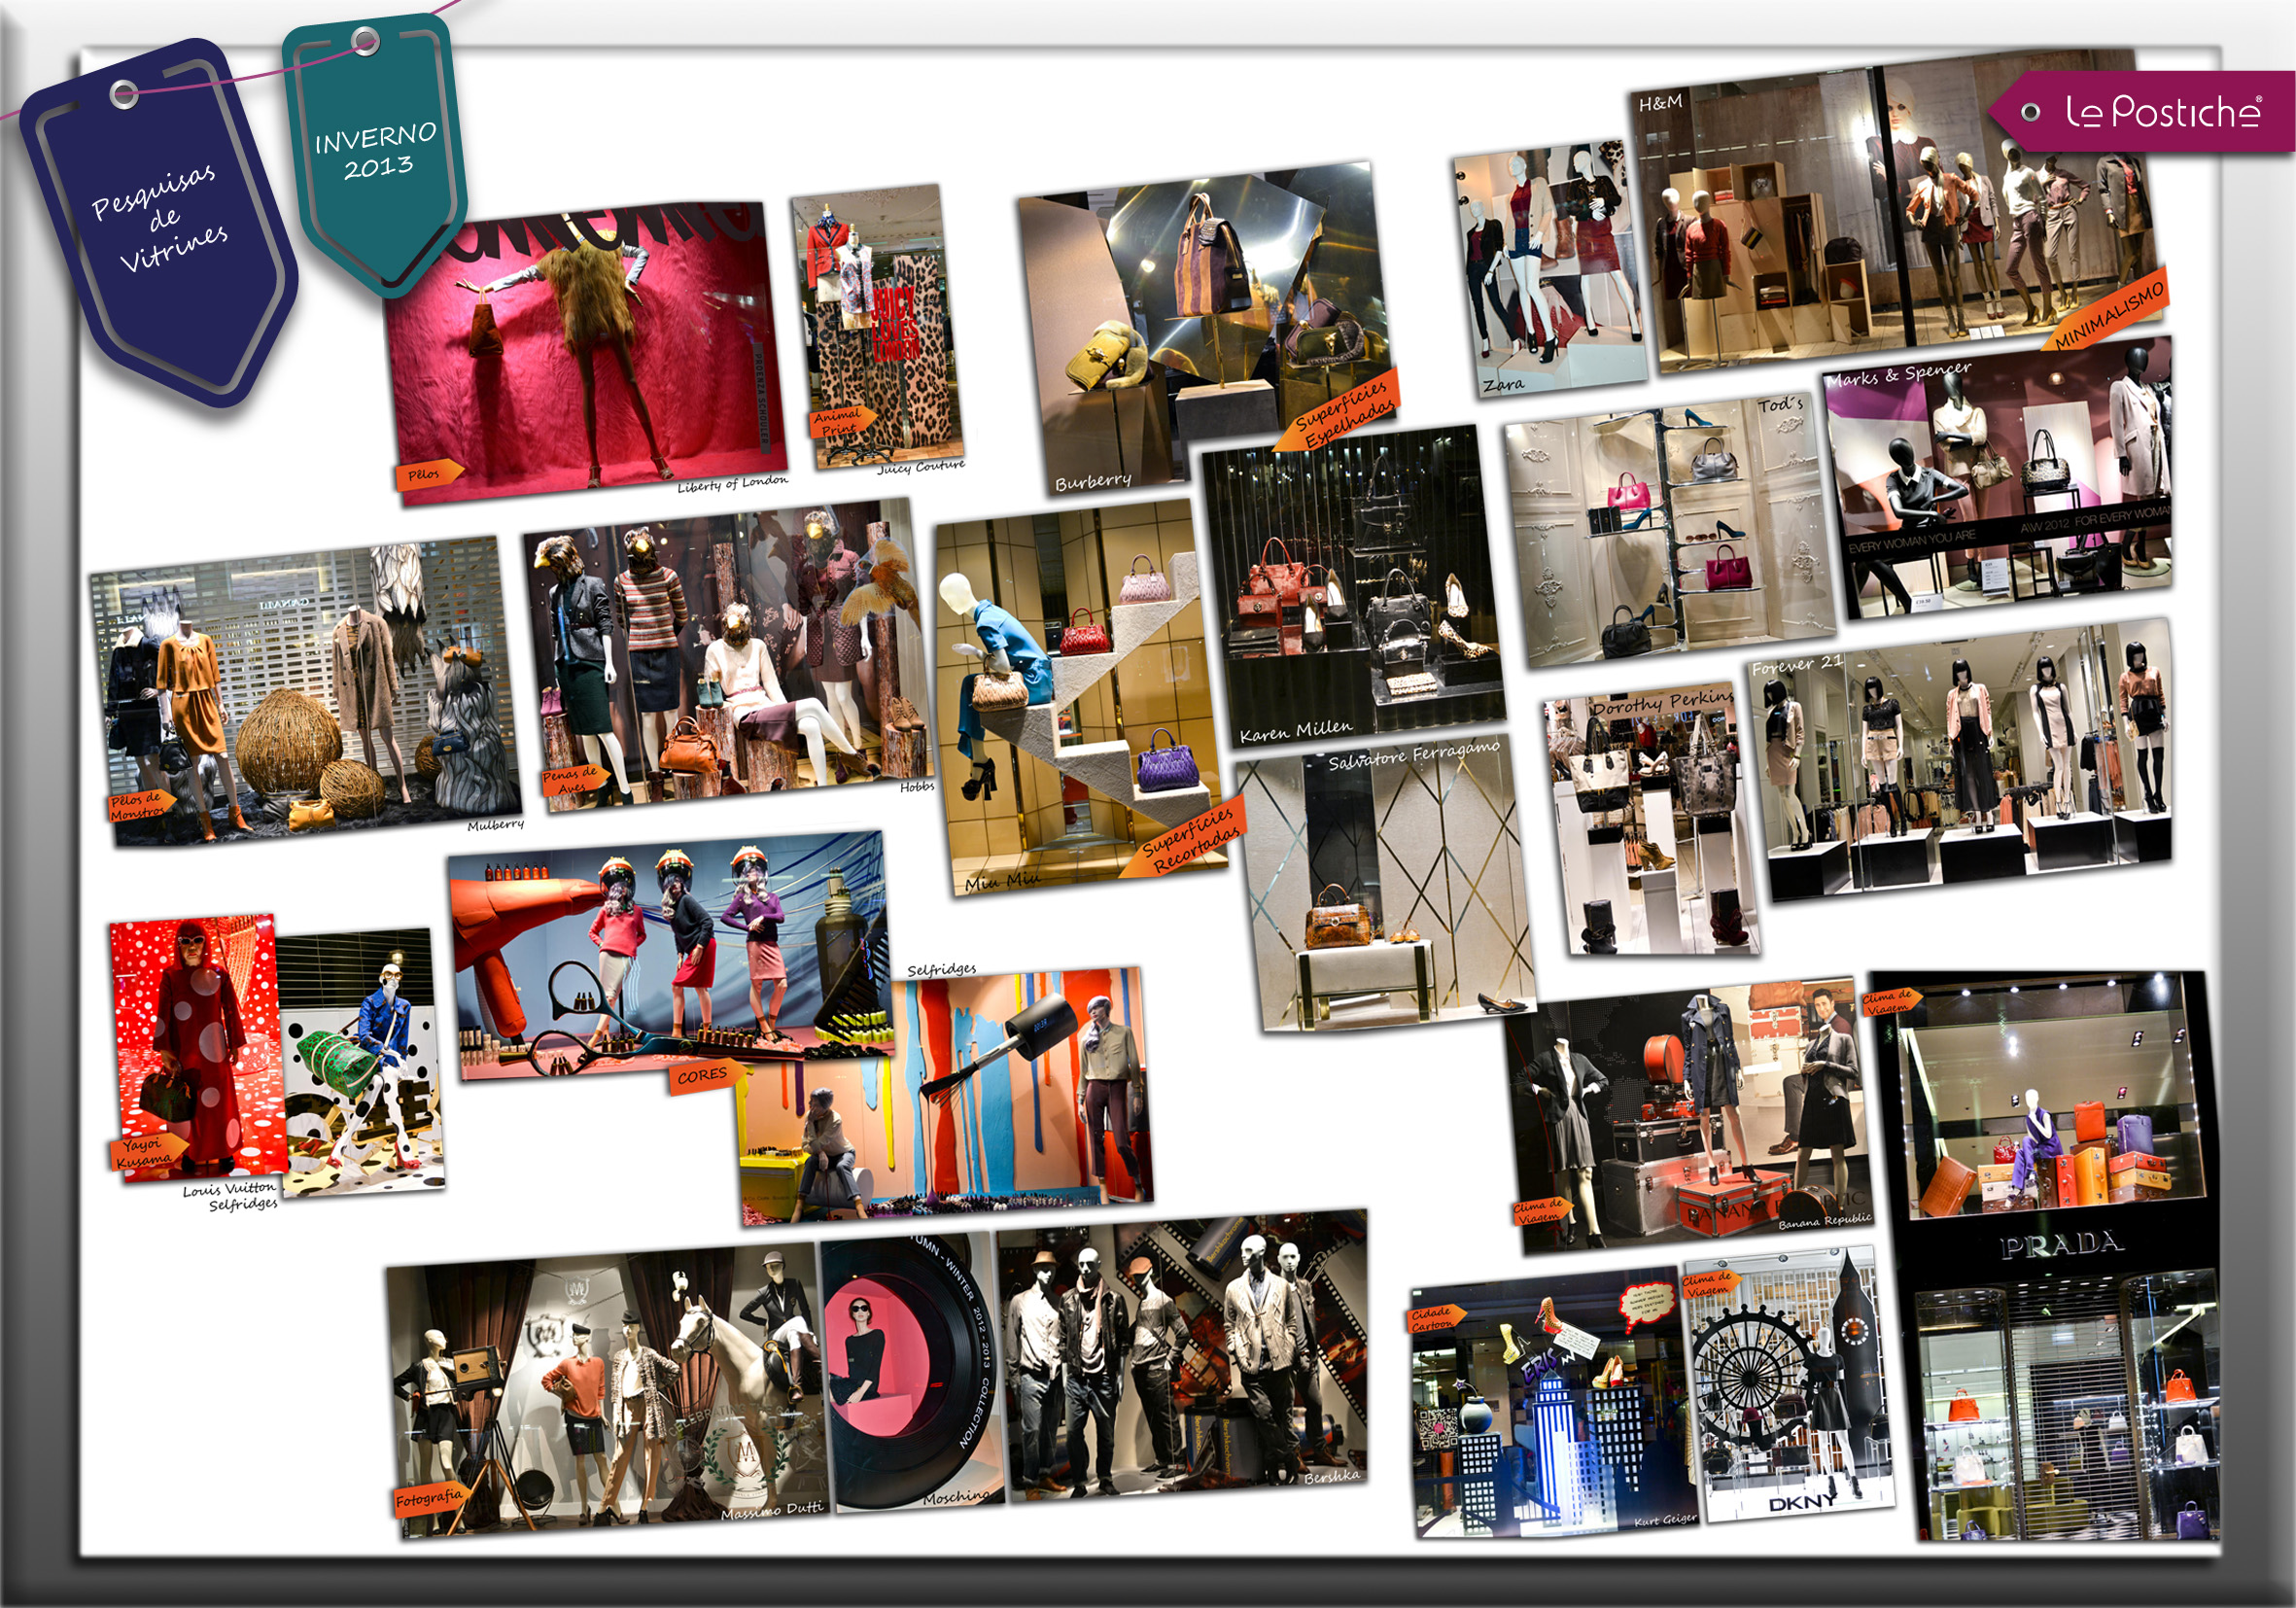 Pesquisas
de
Vitrines
INVERNO
2013
Le Postiche®
H&M
MINIMALISMO
Zara
PROENZA SCHOULER
Pêlos
Liberty of London
JUICY
LOVES
LONDON
Animal
Print
Juicy Couture
Superfícies
Espelhadas
Burberry
Tod´s
Marks & Spencer
EVERY WOMAN YOU ARE
A\W 2012 FOR EVERY WOMAN
CANALI
Pêlos de
Monstros
Mulberry
Penas de
Aves
Hobbs
Karen Millen
Superfícies
Recortadas
Miu Miu
Salvatore Ferragamo
Dorothy Perkins
Forever 21
Yayoi
Kusama
Louis Vuitton
Selfridges
Selfridges
CORES
Clima de
Viagem
Banana Republic
Clima de
Viagem
PRADA
Fotografia
Massimo Dutti
AUTUMN - WINTER 2012 - 2013 COLLECTION
Moschino
Bershka
Cidade
Cartoon
ERIS
Kurt Geiger
Clima de
Viagem
DKNY